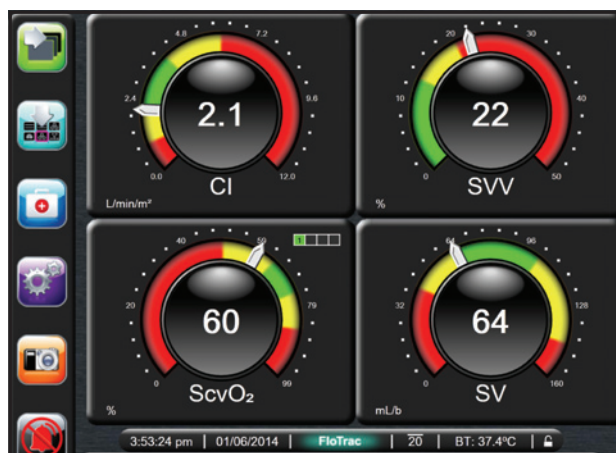 4.8 7.2
2.4 9.6
2.1
0.0 12.0
CI
L/min/m²
20 30
10 40
22
0 50
SVV
%
40 59
1
20 79
60
0 99
ScvO₂
%
64 96
32 128
64
0 160
SV
mL/b
3:53:24 pm | 01/06/2014 | FloTrac | 20 | BT: 37.4ºC |